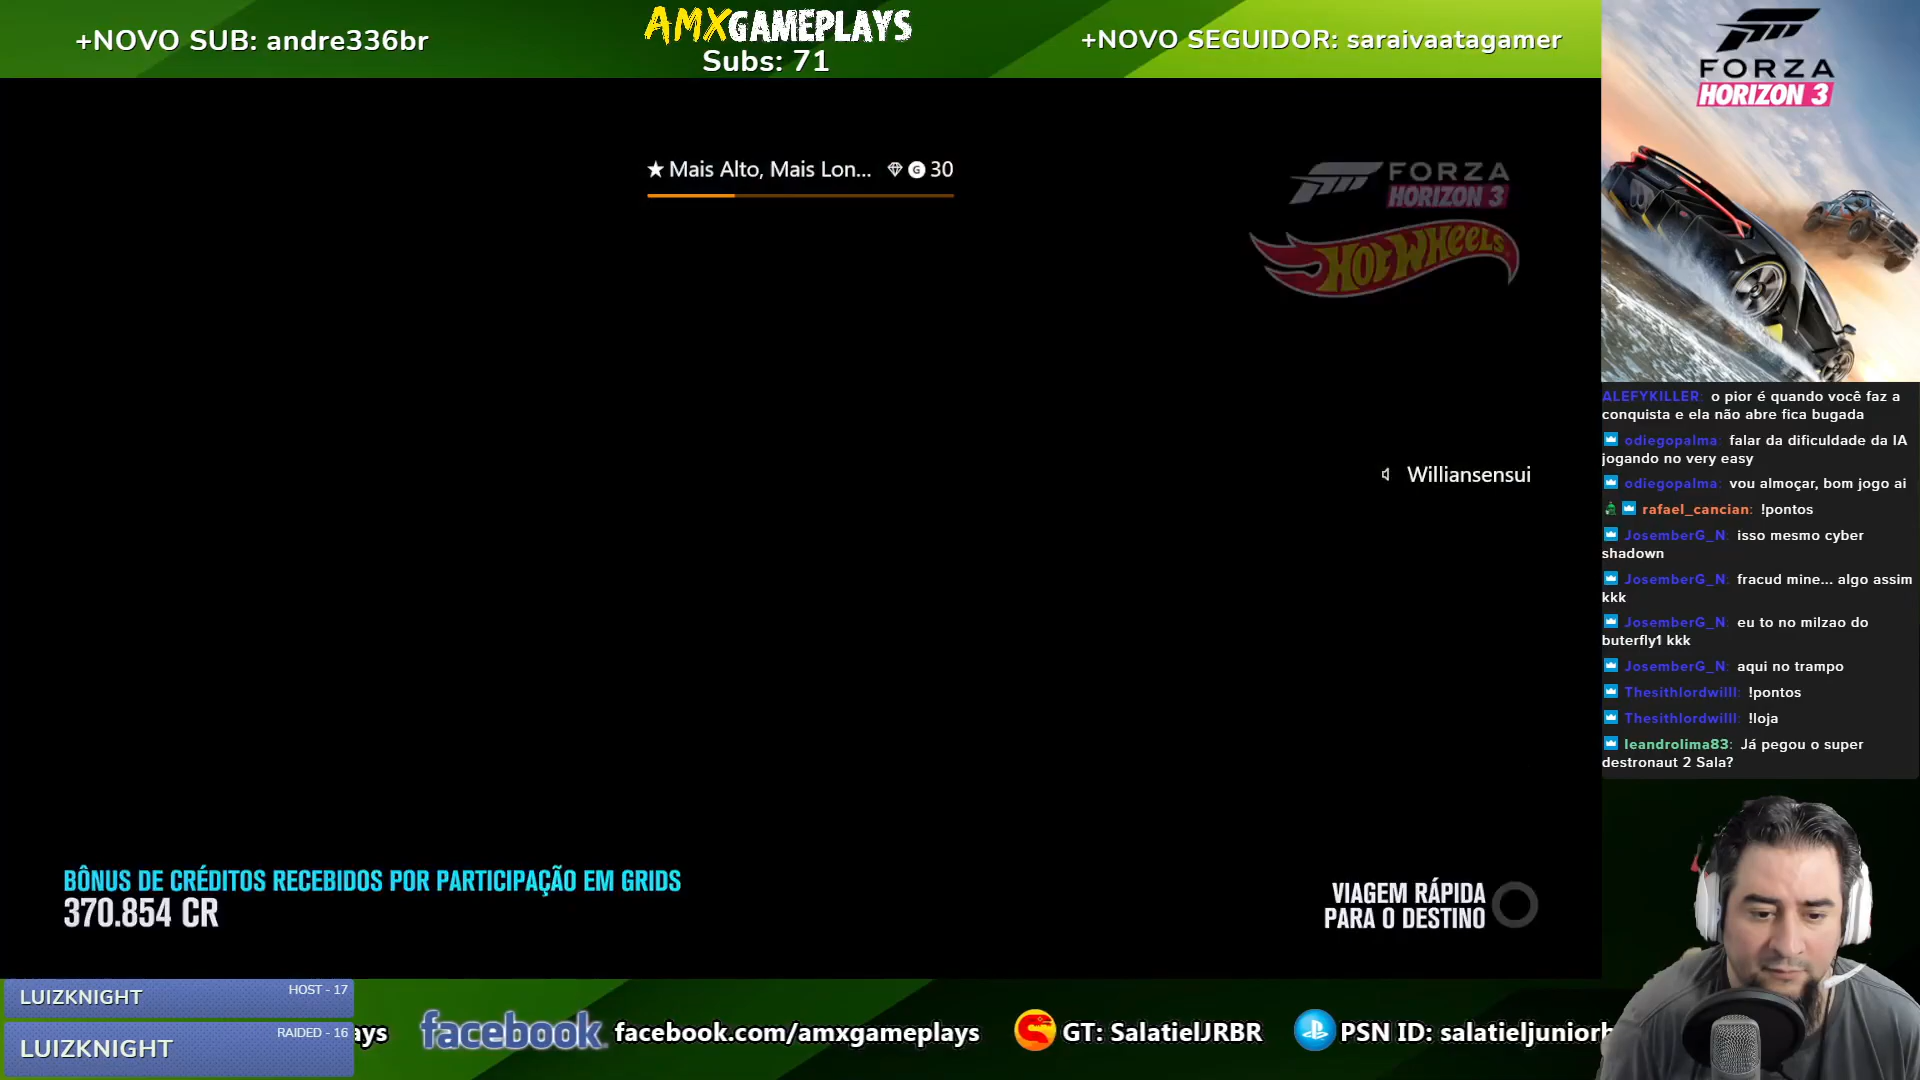 +NOVO SUB: andre336br
AMXGAMEPLAYS
Subs: 71
+NOVO SEGUIDOR: saraivaatagamer
FORZA
HORIZON 3
★ Mais Alto, Mais Lon... G 30
FORZA
HORIZON 3
HOT WHEELS
Williansensui
ALEFYKILLER: o pior é quando você faz a
conquista e ela não abre fica bugada
odiegopalma: falar da dificuldade da IA
jogando no very easy
odiegopalma: vou almoçar, bom jogo ai
rafael_cancian: !pontos
JosemberG_N: isso mesmo cyber
shadown
JosemberG_N: fracud mine... algo assim
kkk
JosemberG_N: eu to no milzao do
buterfly1 kkk
JosemberG_N: aqui no trampo
Thesithlordwilll: !pontos
Thesithlordwilll: !loja
leandrolima83: Já pegou o super
destronaut 2 Sala?
BÔNUS DE CRÉDITOS RECEBIDOS POR PARTICIPAÇÃO EM GRIDS
370.854 CR
VIAGEM RÁPIDA
PARA O DESTINO
LUIZKNIGHT HOST - 17
LUIZKNIGHT RAIDED - 16
ays facebook facebook.com/amxgameplays GT: SalatielJRBR PSN ID: salatieljuniorb